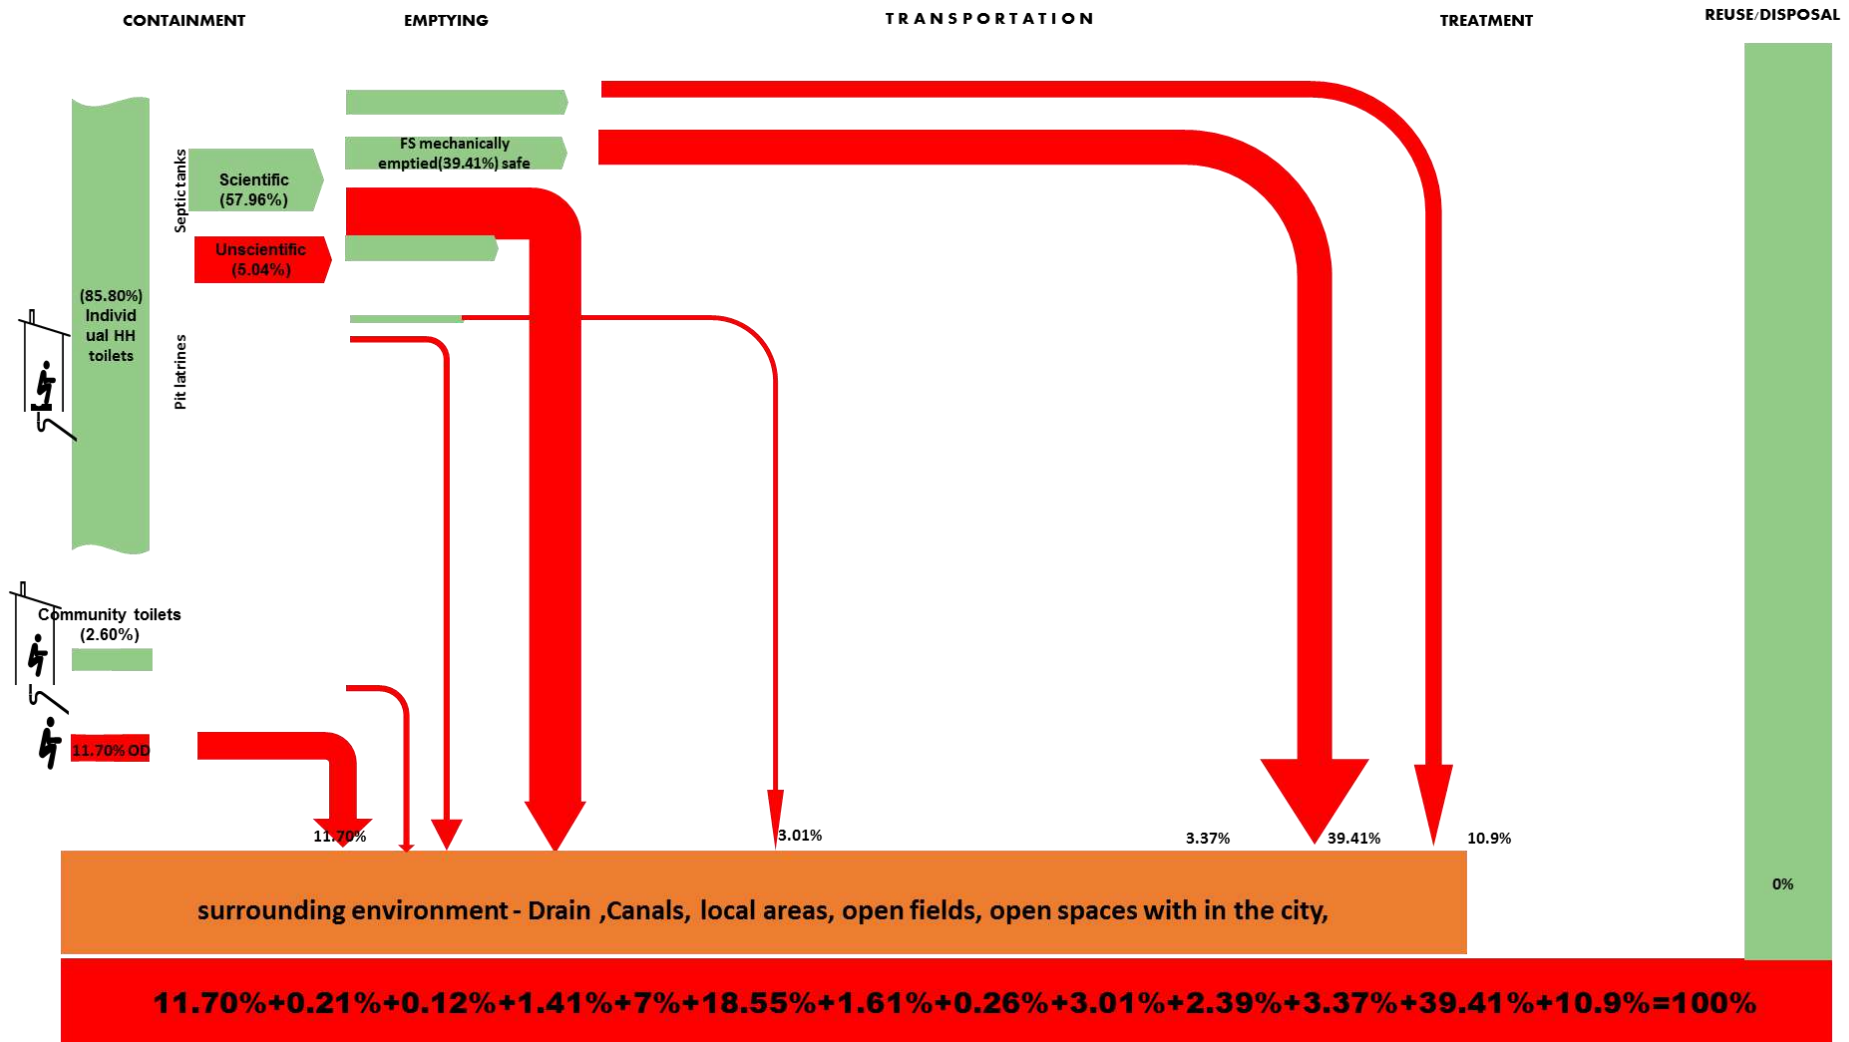 CONTAINMENT
EMPTYING
TRANSPORTATION
TREATMENT
REUSE/DISPOSAL
(85.80%)
Individ
ual HH
toilets
Septic tanks
Pit latrines
Scientific
(57.96%)
Unscientific
(5.04%)
FS mechanically
emptied(39.41%) safe
Community toilets
(2.60%)
11.70% OD
11.70%
3.01%
3.37%
39.41%
10.9%
0%
surrounding environment - Drain ,Canals, local areas, open fields, open spaces with in the city,
11.70%+0.21%+0.12%+1.41%+7%+18.55%+1.61%+0.26%+3.01%+2.39%+3.37%+39.41%+10.9%=100%